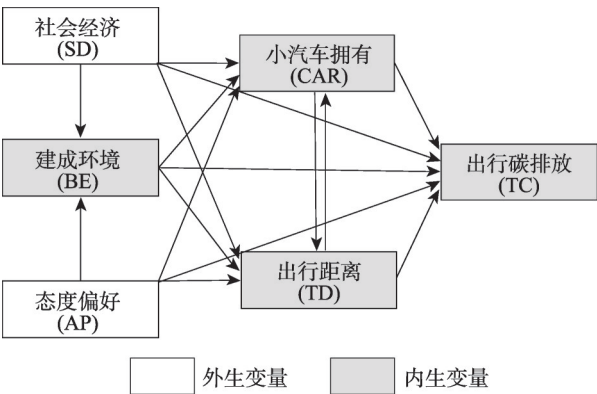 社会经济
(SD)
小汽车拥有
(CAR)
建成环境
(BE)
出行碳排放
(TC)
态度偏好
(AP)
出行距离
(TD)
外生变量
内生变量